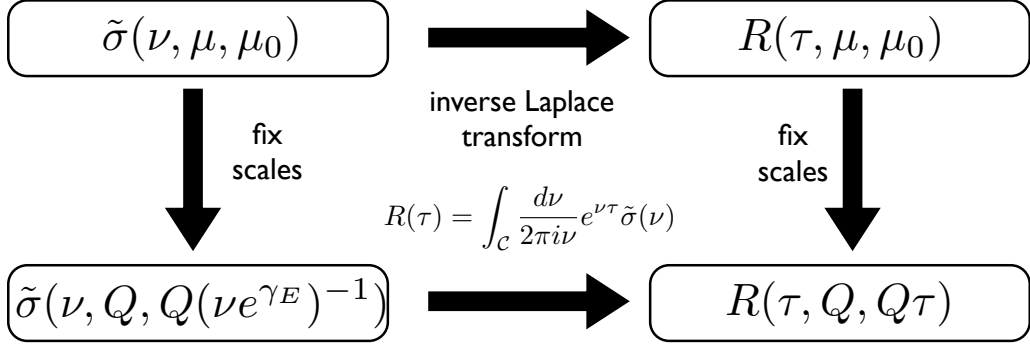 σ̃(ν, μ, μ₀)
R(τ, μ, μ₀)
fix
scales
inverse Laplace
transform
fix
scales
R(τ) = ∫_C dν/(2πiν) e^{ντ} σ̃(ν)
σ̃(ν, Q, Q(νe^{γ_E})^{-1})
R(τ, Q, Qτ)